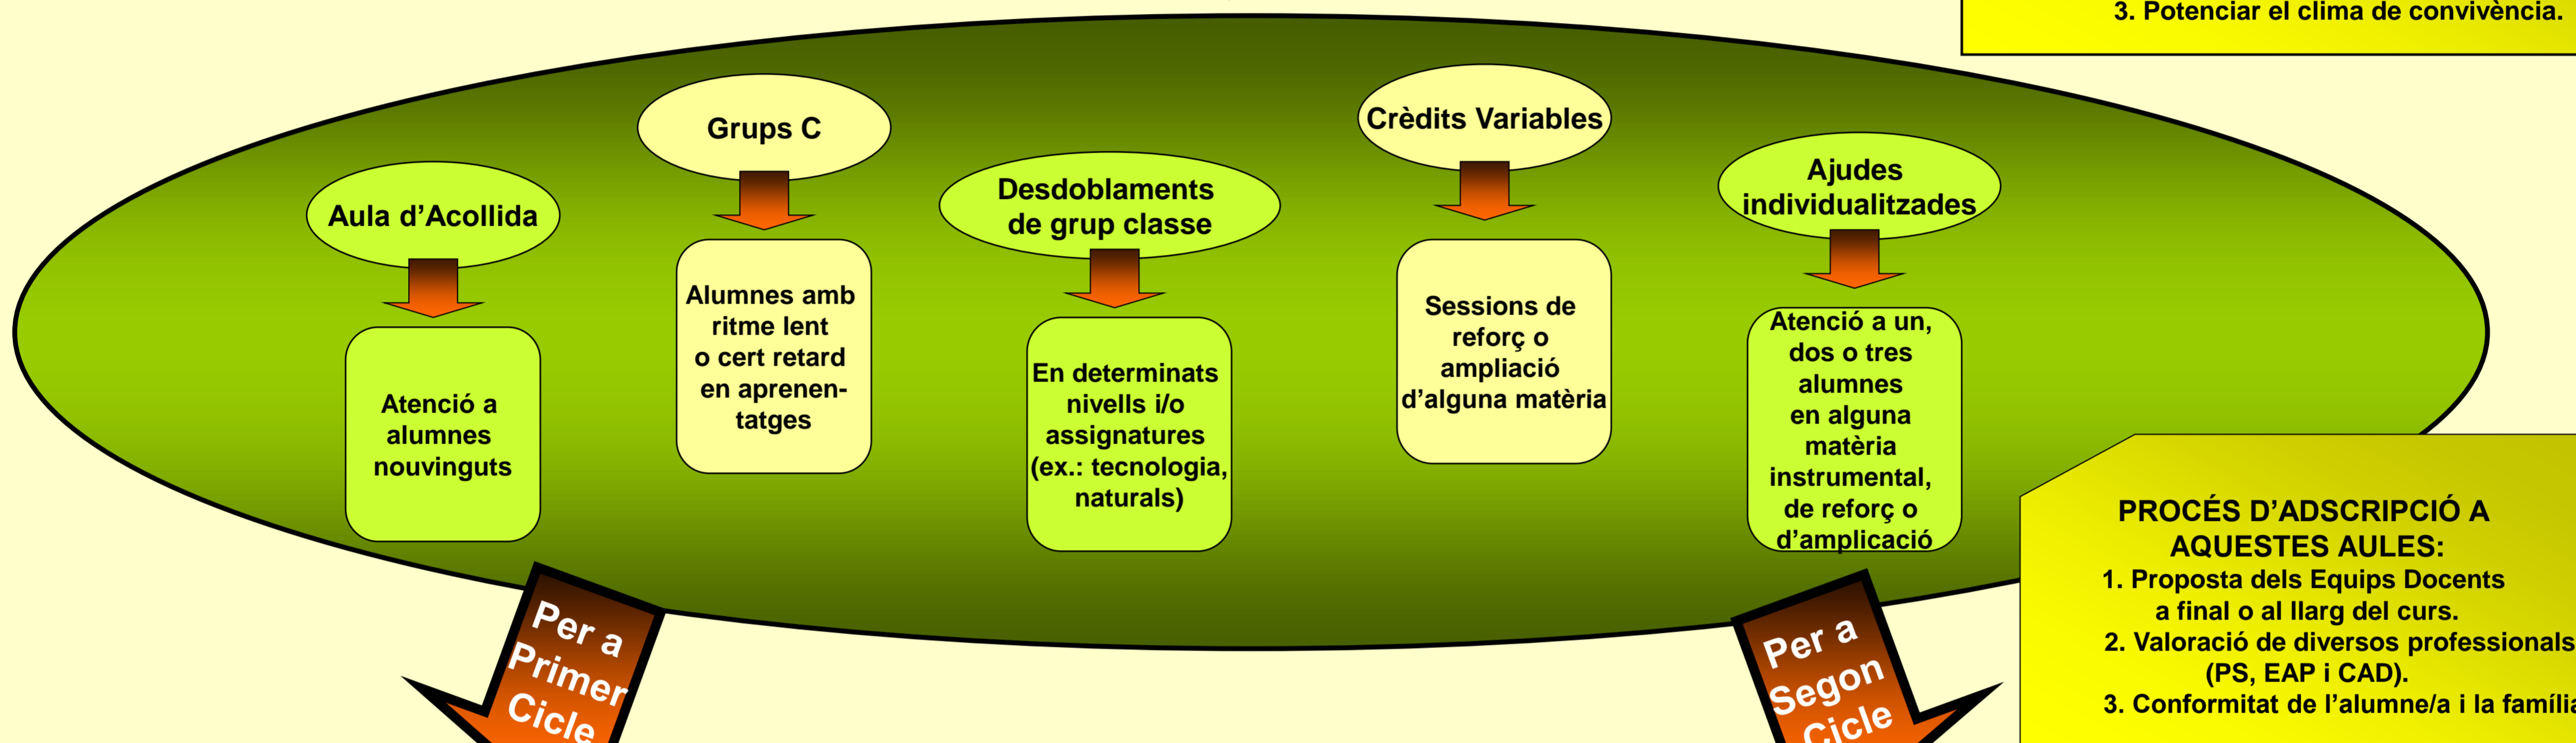 3. Potenciar el clima de convivència.
Grups C
Alumnes amb
ritme lent
o cert retard
en aprenen-
tatges
Crèdits Variables
Sessions de
reforç o
ampliació
d'alguna matèria
Aula d'Acollida
Atenció a
alumnes
nouvinguts
Desdoblaments
de grup classe
En determinats
nivells i/o
assignatures
(ex.: tecnologia,
naturals)
Ajudes
individualitzades
Atenció a un,
dos o tres
alumnes
en alguna
matèria
instrumental,
de reforç o
d'amplicació
Per a
Primer
Cicle
Per a
Segon
Cicle
PROCÉS D'ADSCRIPCIÓ A
AQUESTES AULES:
1. Proposta dels Equips Docents
a final o al llarg del curs.
2. Valoració de diversos professionals
(PS, EAP i CAD).
3. Conformitat de l'alumne/a i la família